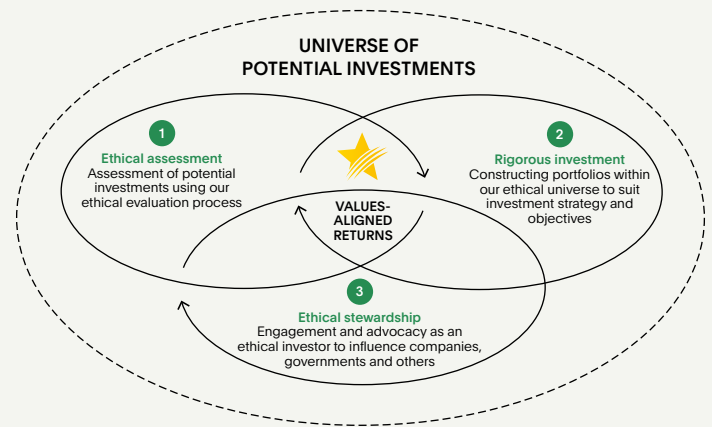 UNIVERSE OF
POTENTIAL INVESTMENTS
1
Ethical assessment
Assessment of potential
investments using our
ethical evaluation process
2
Rigorous investment
Constructing portfolios within
our ethical universe to suit
investment strategy and
objectives
VALUES-
ALIGNED
RETURNS
3
Ethical stewardship
Engagement and advocacy as an
ethical investor to influence companies,
governments and others